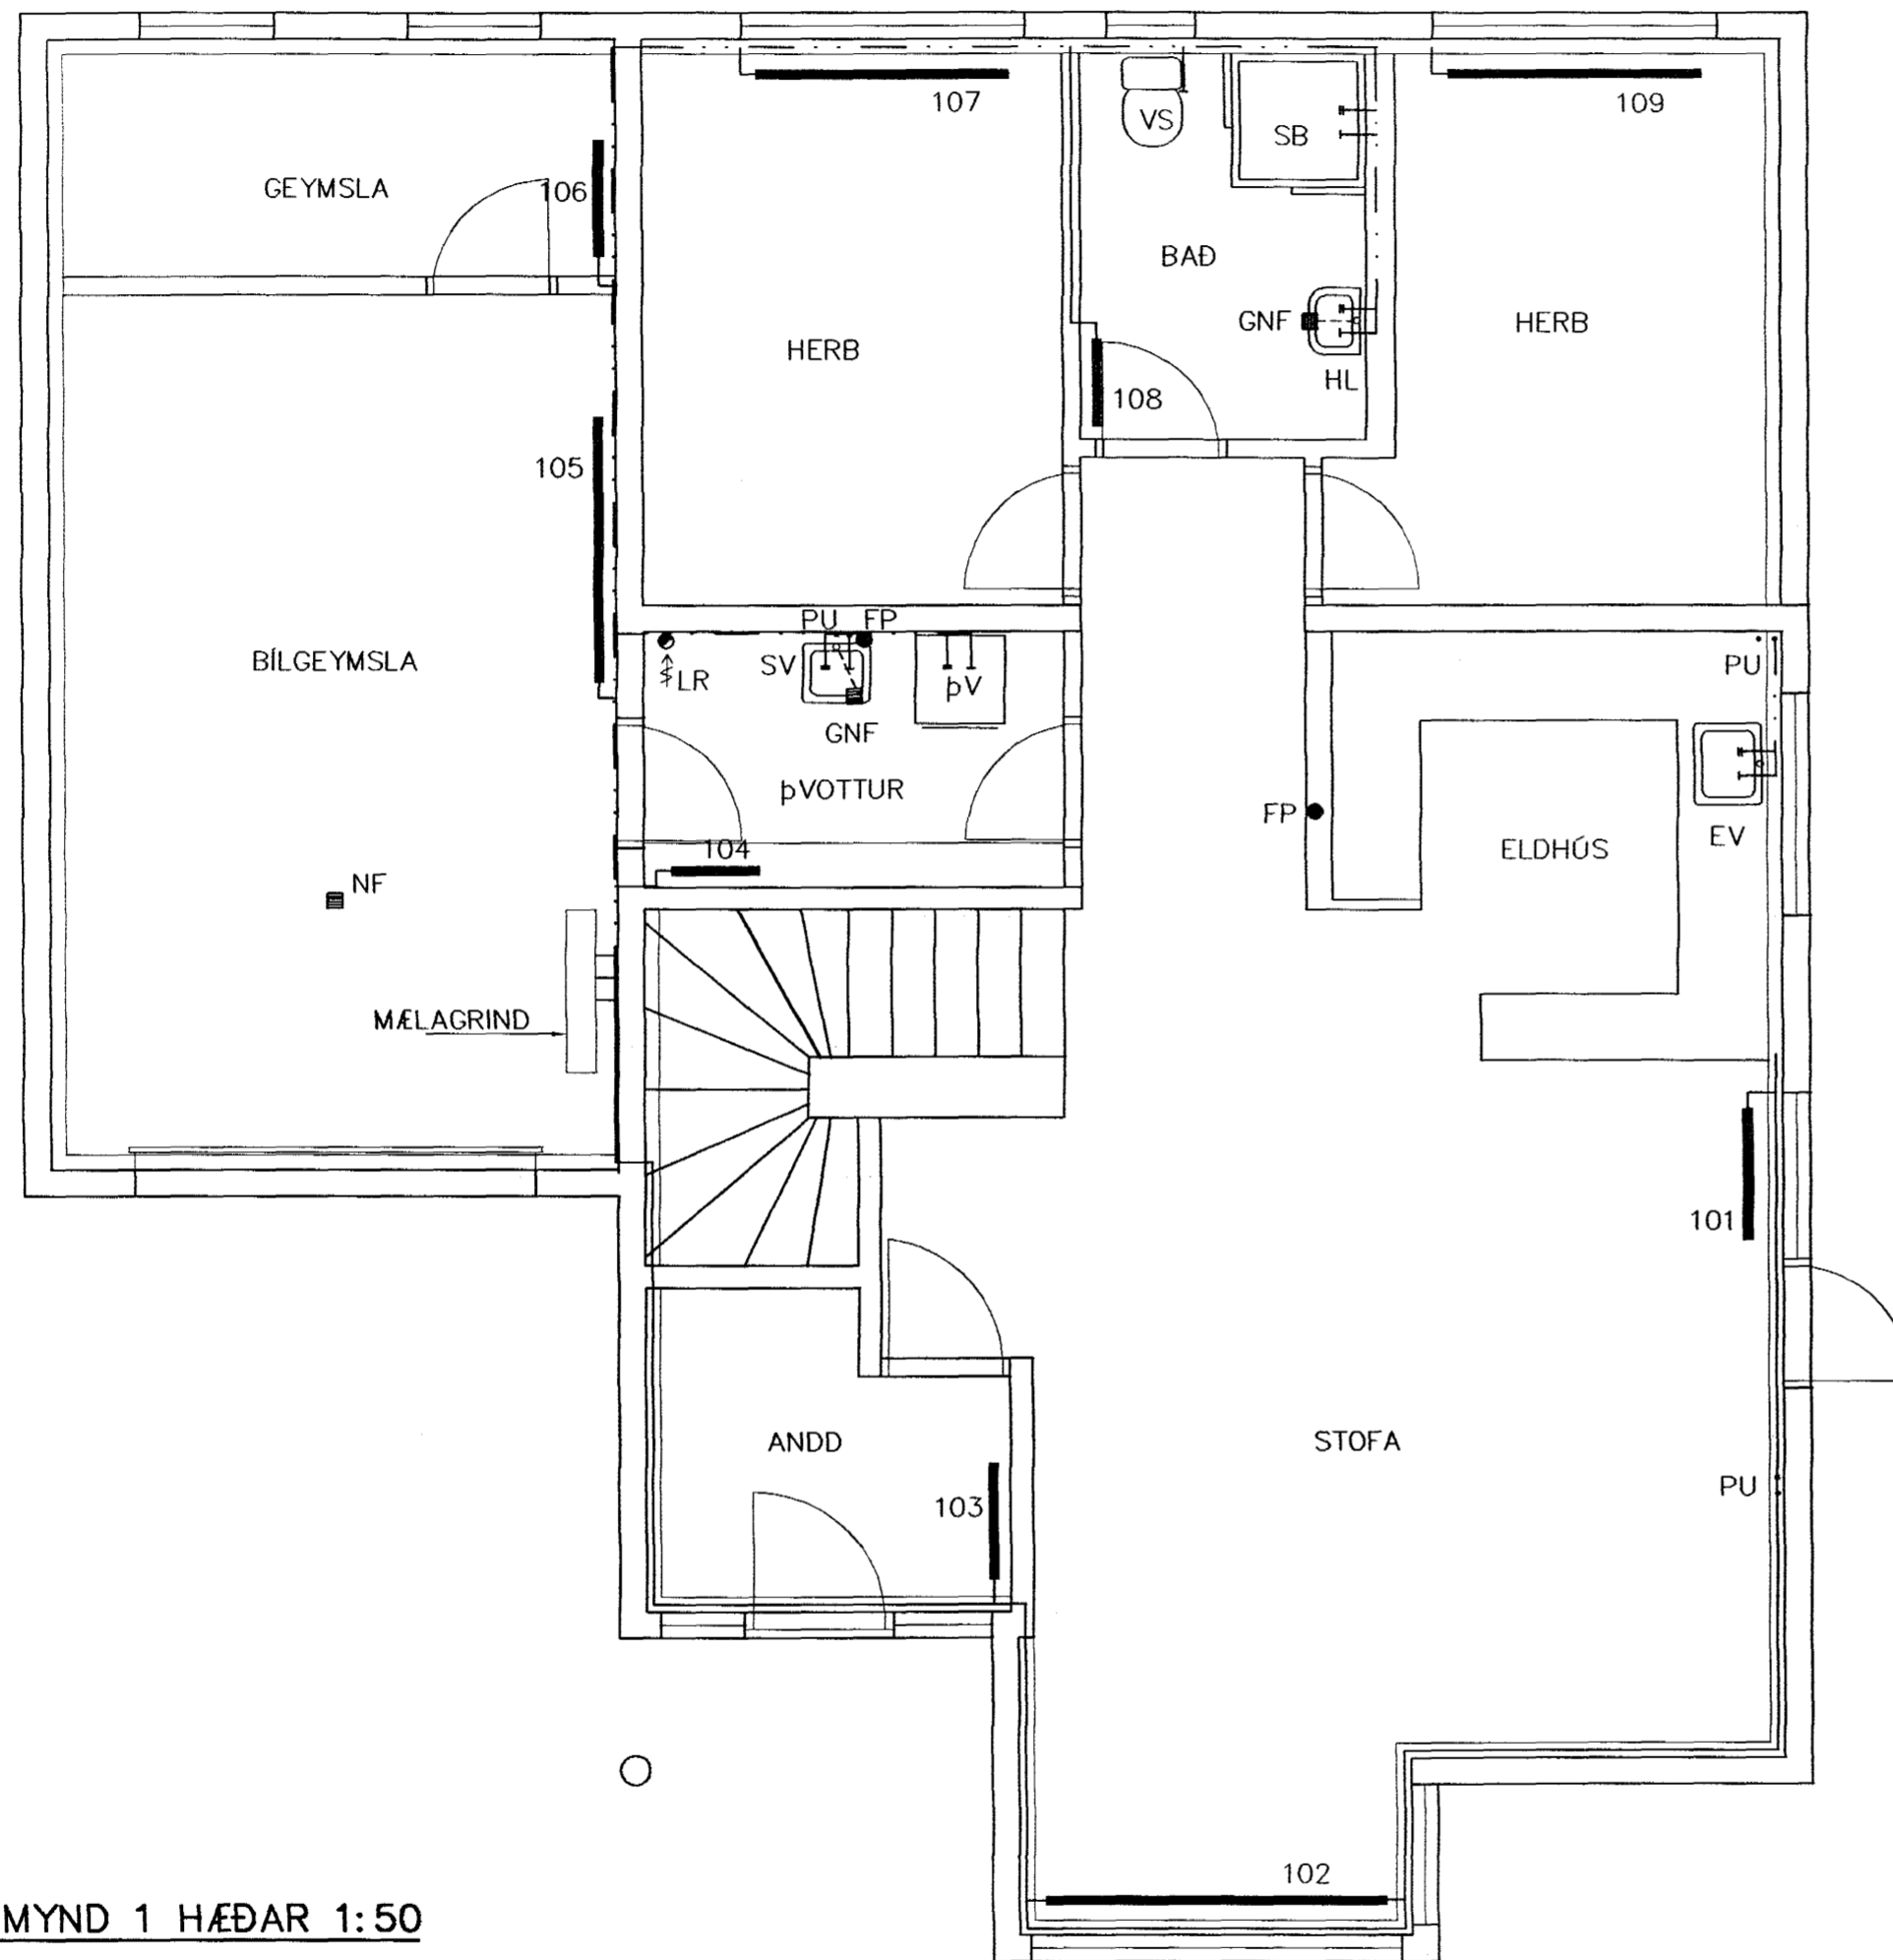 107
109
VS
SB
GEYMSLA
106
BAÐ
GNF
HERB
HERB
HL
108
105
PU FP
BÍLGEYMSLA
SV
LR
þV
PU
GNF
þVOTTUR
FP
EV
ELDHÚS
104
NF
MÆLAGRIND
101
ANDD
STOFA
PU
103
102
MYND 1 HÆÐAR 1:50